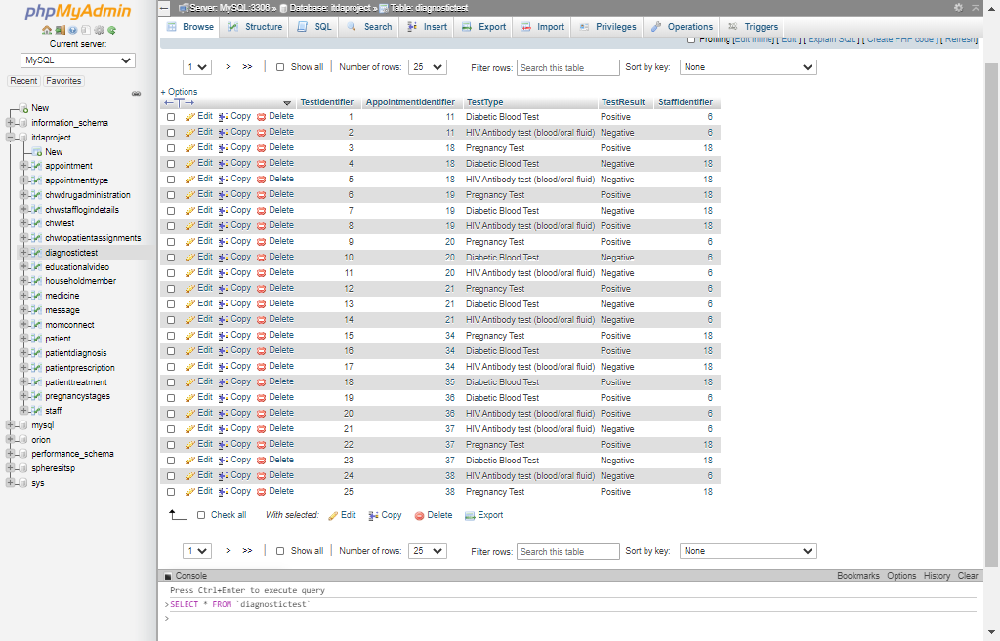 phpMyAdmin
Current server:
MySQL
Recent Favorites
New
information_schema
itdaproject
New
appointment
appointmenttype
chwdrugadministration
chwstafflogindetails
chwtest
chwtopatientassignments
diagnostictest
educationalvideo
householdmember
medicine
message
momconnect
patient
patientdiagnosis
patientprescription
patienttreatment
pregnancystages
staff
mysql
orion
performance_schema
spheresitsp
sys
Server: MySQL:3308 » Database: itdaproject » Table: diagnostictest
Browse Structure SQL Search Insert Export Import Privileges Operations Triggers
Profiling [Edit inline] [ Edit ] [ Explain SQL ] [ Create PHP code ] [ Refresh]
1 > >> Show all Number of rows: 25 Filter rows: Search this table Sort by key: None
+ Options
←T→ TestIdentifier AppointmentIdentifier TestType TestResult StaffIdentifier
Edit Copy Delete 1 11 Diabetic Blood Test Positive 6
Edit Copy Delete 2 11 HIV Antibody test (blood/oral fluid) Negative 6
Edit Copy Delete 3 18 Pregnancy Test Positive 18
Edit Copy Delete 4 18 Diabetic Blood Test Negative 18
Edit Copy Delete 5 18 HIV Antibody test (blood/oral fluid) Negative 18
Edit Copy Delete 6 19 Pregnancy Test Positive 18
Edit Copy Delete 7 19 Diabetic Blood Test Negative 18
Edit Copy Delete 8 19 HIV Antibody test (blood/oral fluid) Positive 18
Edit Copy Delete 9 20 Pregnancy Test Positive 6
Edit Copy Delete 10 20 Diabetic Blood Test Negative 6
Edit Copy Delete 11 20 HIV Antibody test (blood/oral fluid) Negative 6
Edit Copy Delete 12 21 Pregnancy Test Positive 6
Edit Copy Delete 13 21 Diabetic Blood Test Negative 6
Edit Copy Delete 14 21 HIV Antibody test (blood/oral fluid) Negative 6
Edit Copy Delete 15 34 Pregnancy Test Positive 18
Edit Copy Delete 16 34 Diabetic Blood Test Positive 18
Edit Copy Delete 17 34 HIV Antibody test (blood/oral fluid) Negative 18
Edit Copy Delete 18 35 Diabetic Blood Test Positive 18
Edit Copy Delete 19 36 Diabetic Blood Test Positive 6
Edit Copy Delete 20 36 HIV Antibody test (blood/oral fluid) Positive 6
Edit Copy Delete 21 37 HIV Antibody test (blood/oral fluid) Negative 18
Edit Copy Delete 22 37 Pregnancy Test Positive 18
Edit Copy Delete 23 37 Diabetic Blood Test Negative 18
Edit Copy Delete 24 38 HIV Antibody test (blood/oral fluid) Negative 6
Edit Copy Delete 25 38 Pregnancy Test Positive 18
Check all With selected: Edit Copy Delete Export
1 > >> Show all Number of rows: 25 Filter rows: Search this table Sort by key: None
Console Bookmarks Options History Clear
Press Ctrl+Enter to execute query
>SELECT * FROM `diagnostictest`
>